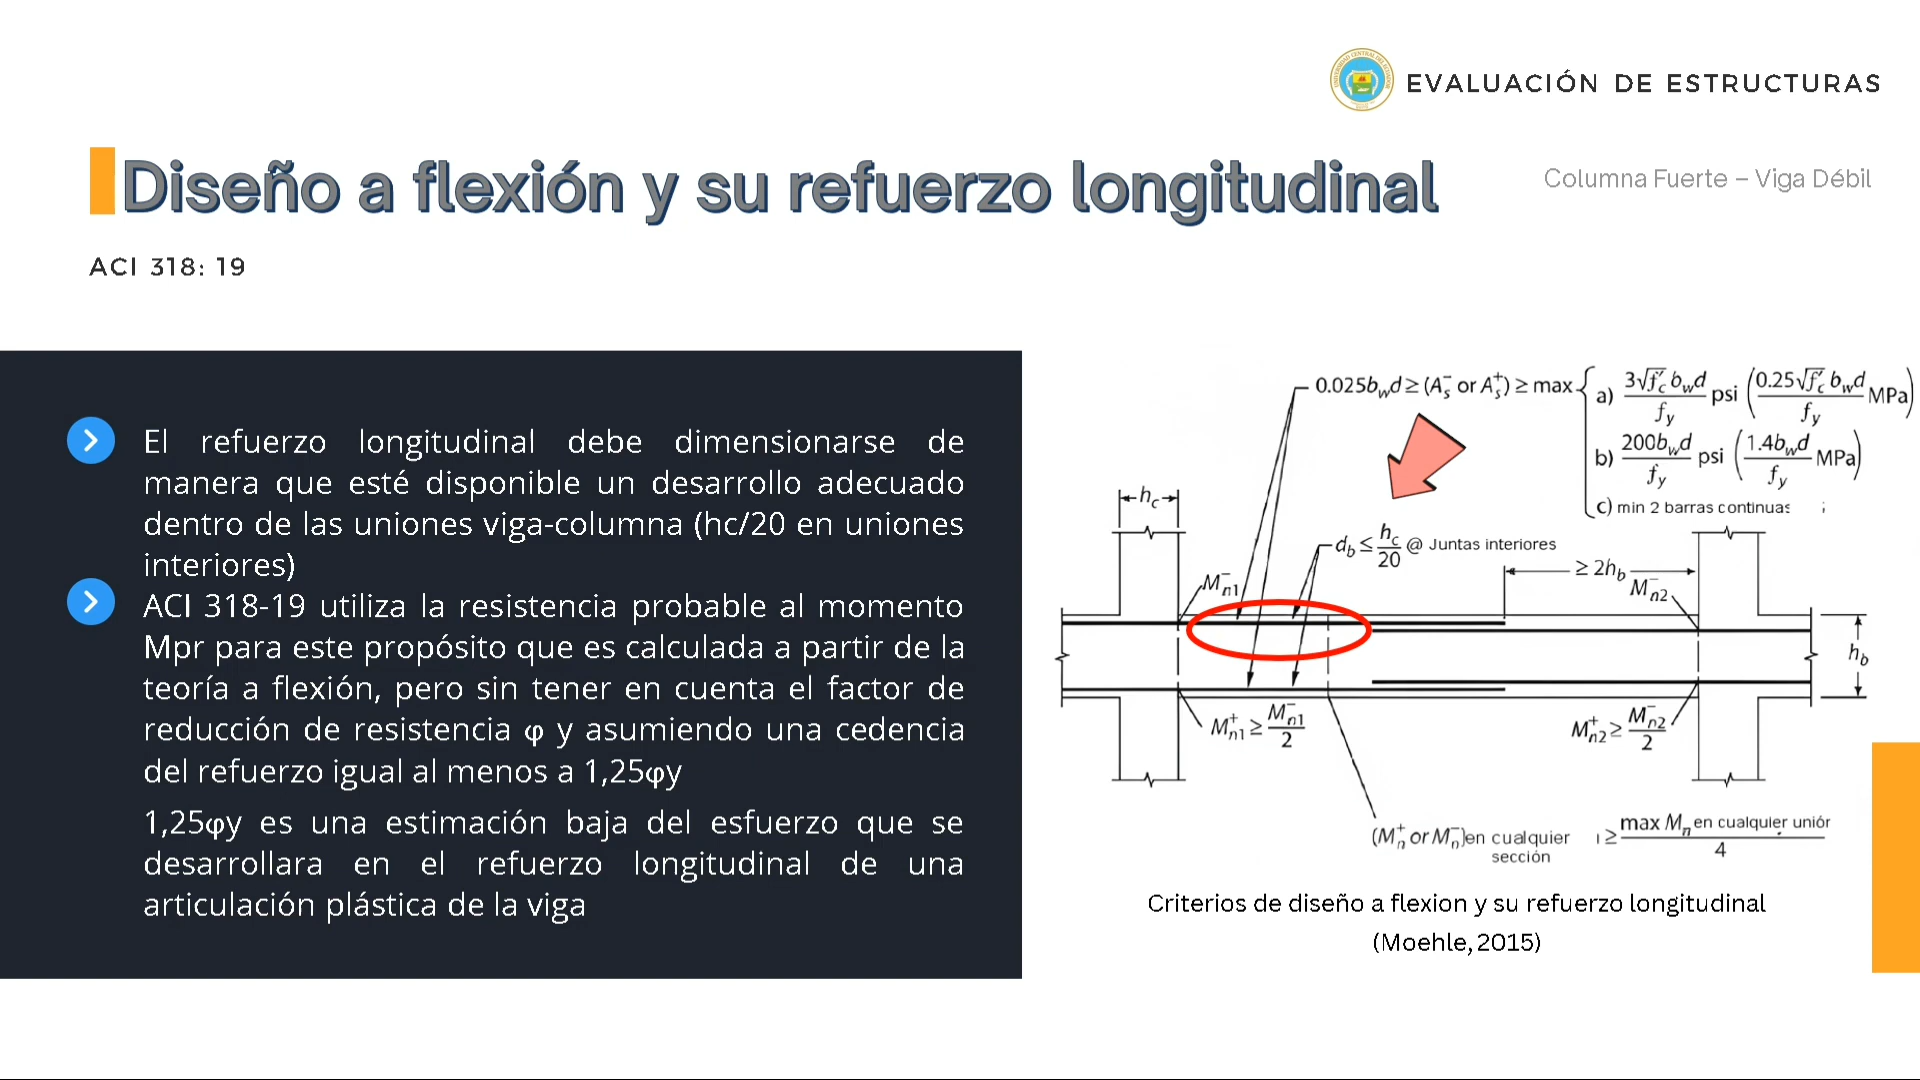 EVALUACIÓN DE ESTRUCTURAS
Diseño a flexión y su refuerzo longitudinal
Columna Fuerte – Viga Débil
ACI 318: 19
El refuerzo longitudinal debe dimensionarse de
manera que esté disponible un desarrollo adecuado
dentro de las uniones viga-columna (hc/20 en uniones
interiores)
ACI 318-19 utiliza la resistencia probable al momento
Mpr para este propósito que es calculada a partir de la
teoría a flexión, pero sin tener en cuenta el factor de
reducción de resistencia φ y asumiendo una cedencia
del refuerzo igual al menos a 1,25φy
1,25φy es una estimación baja del esfuerzo que se
desarrollara en el refuerzo longitudinal de una
articulación plástica de la viga
0.025b_w d ≥ (A_s^- or A_s^+) ≥ max
a) 3√f'_c b_w d / f_y psi (0.25√f'_c b_w d / f_y MPa)
b) 200b_w d / f_y psi (1.4b_w d / f_y MPa)
c) min 2 barras continuas
h_c
d_b ≤ h_c/20 @ Juntas interiores
≥ 2h_b
M_n1^-
M_n2^-
h_b
M_n1^+ ≥ M_n1^-/2
M_n2^+ ≥ M_n2^-/2
(M_n^+ or M_n^-) en cualquier sección ≥ max M_n en cualquier unión / 4
Criterios de diseño a flexion y su refuerzo longitudinal
(Moehle, 2015)